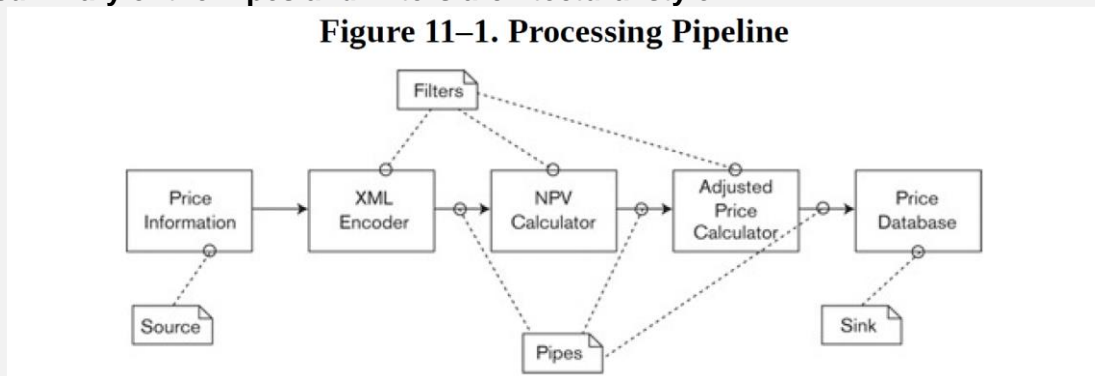 Figure 11–1. Processing Pipeline
Filters
Price
Information
XML
Encoder
NPV
Calculator
Adjusted
Price
Calculator
Price
Database
Source
Pipes
Sink